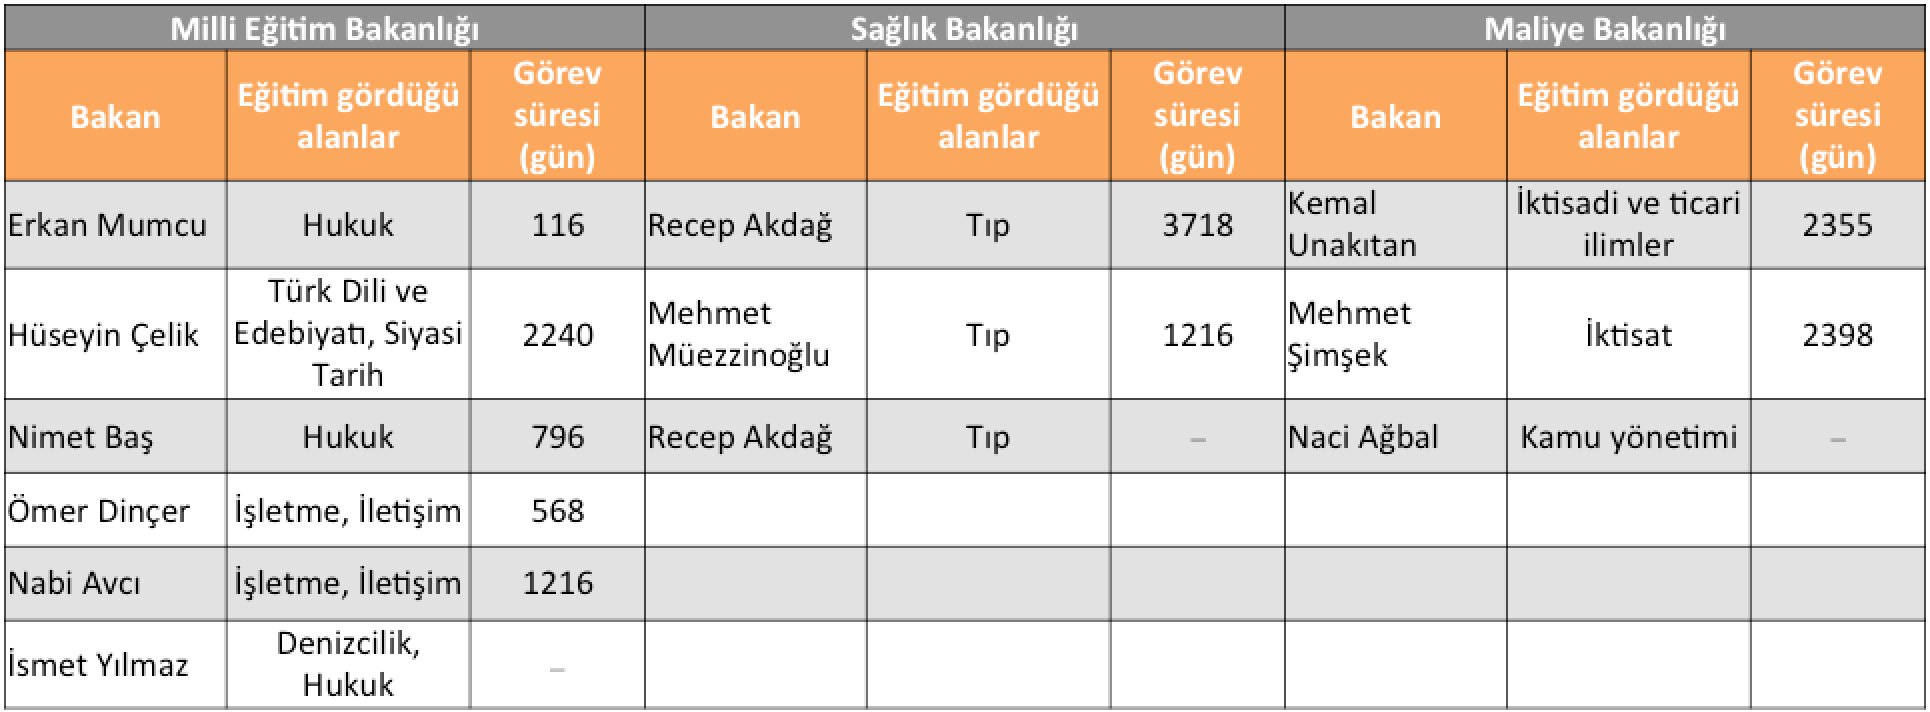 Milli Eğitim Bakanlığı Sağlık Bakanlığı Maliye Bakanlığı
Bakan Eğitim gördüğü alanlar Görev süresi (gün) Bakan Eğitim gördüğü alanlar Görev süresi (gün) Bakan Eğitim gördüğü alanlar Görev süresi (gün)
Erkan Mumcu Hukuk 116 Recep Akdağ Tıp 3718 Kemal Unakıtan İktisadi ve ticari ilimler 2355
Hüseyin Çelik Türk Dili ve Edebiyatı, Siyasi Tarih 2240 Mehmet Müezzinoğlu Tıp 1216 Mehmet Şimşek İktisat 2398
Nimet Baş Hukuk 796 Recep Akdağ Tıp – Naci Ağbal Kamu yönetimi –
Ömer Dinçer İşletme, İletişim 568
Nabi Avcı İşletme, İletişim 1216
İsmet Yılmaz Denizcilik, Hukuk –